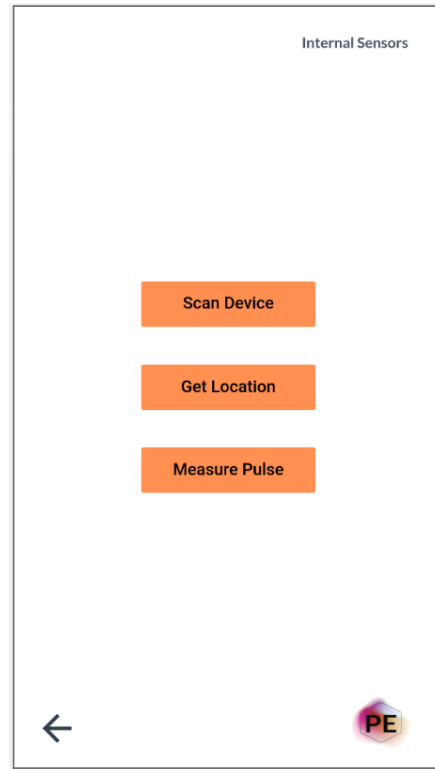 Internal Sensors
Scan Device
Get Location
Measure Pulse
PE